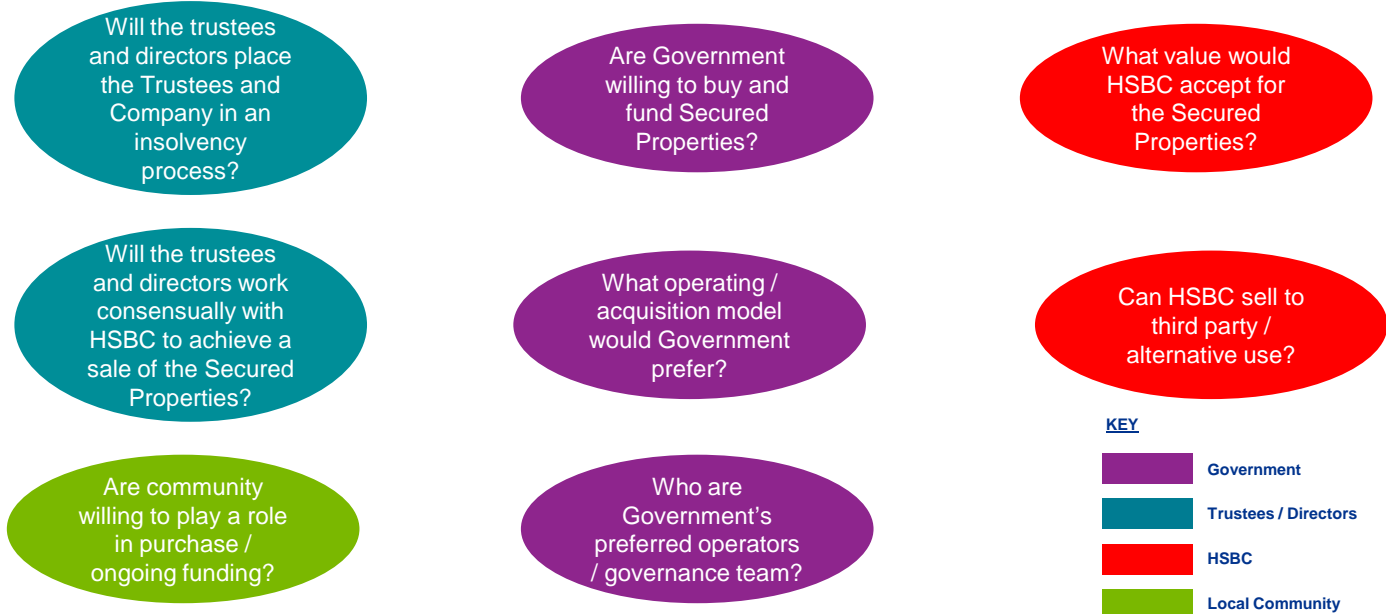 Will the trustees
and directors place
the Trustees and
Company in an
insolvency
process?
Are Government
willing to buy and
fund Secured
Properties?
What value would
HSBC accept for
the Secured
Properties?
Will the trustees
and directors work
consensually with
HSBC to achieve a
sale of the Secured
Properties?
What operating /
acquisition model
would Government
prefer?
Can HSBC sell to
third party /
alternative use?
Are community
willing to play a role
in purchase /
ongoing funding?
Who are
Government's
preferred operators
/ governance team?
KEY
Government
Trustees / Directors
HSBC
Local Community